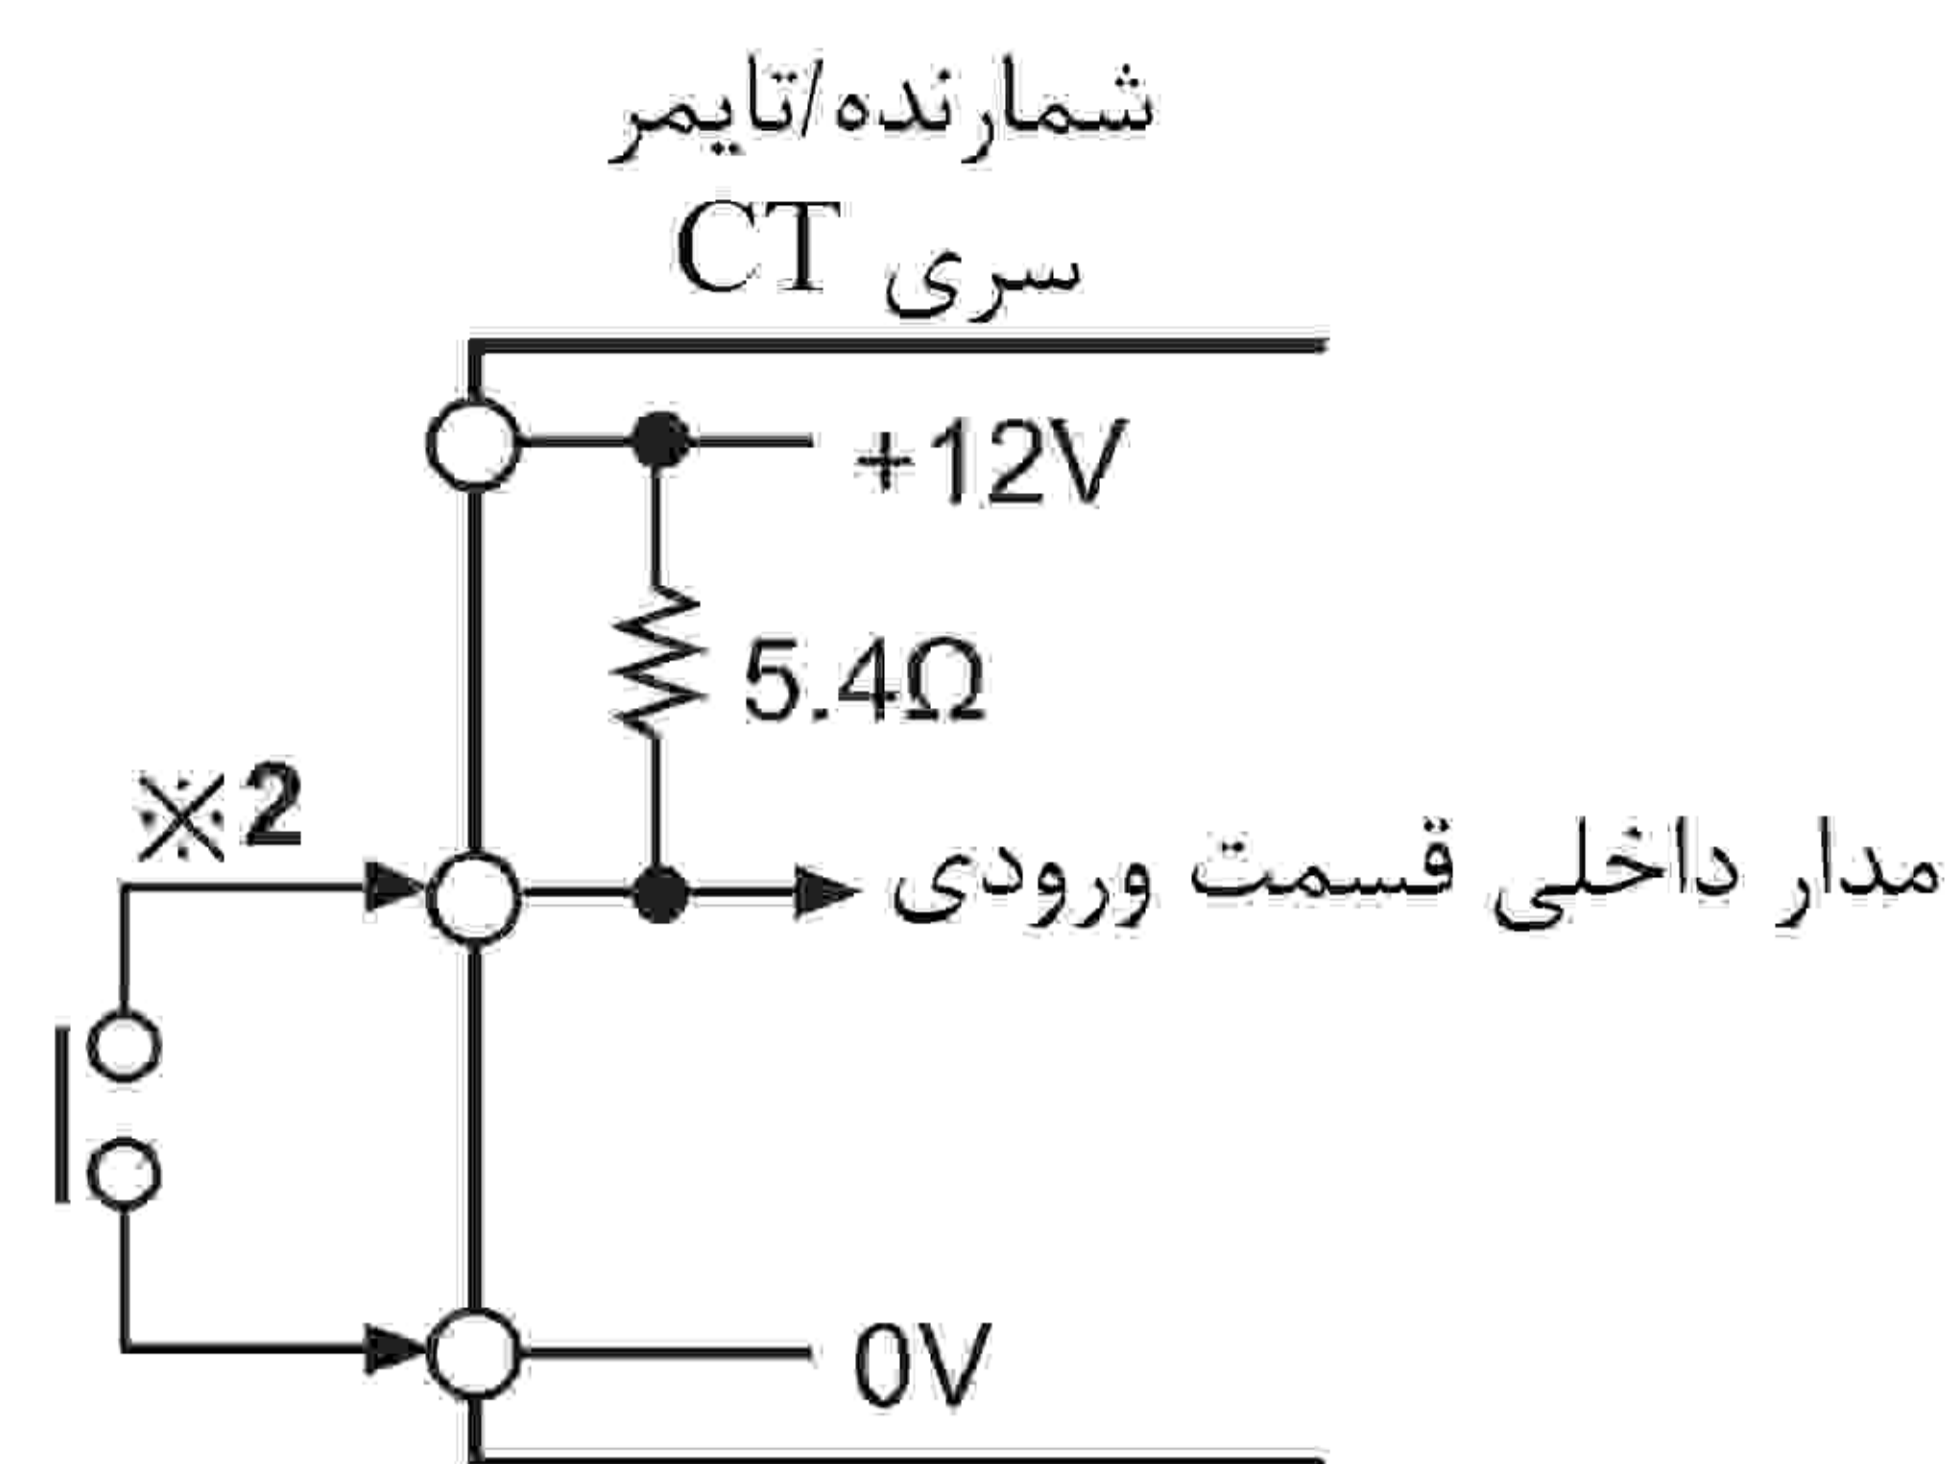 شمارنده/تایمر
سری CT
+12V
5.4Ω
※2
مدار داخلی قسمت ورودی
0V